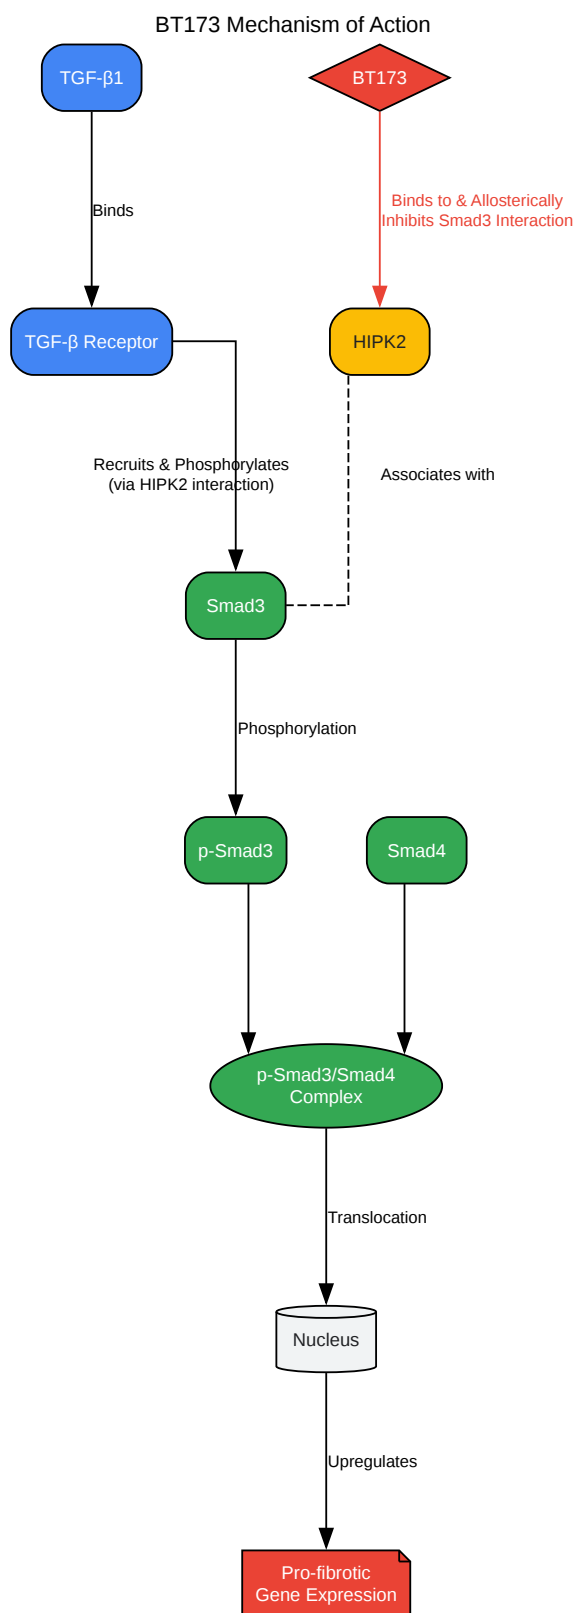 BT173 Mechanism of Action
TGF-β1
BT173
Binds
Binds to & Allosterically
Inhibits Smad3 Interaction
TGF-β Receptor
HIPK2
Recruits & Phosphorylates
(via HIPK2 interaction)
Associates with
Smad3
Phosphorylation
p-Smad3
Smad4
p-Smad3/Smad4
Complex
Translocation
Nucleus
Upregulates
Pro-fibrotic
Gene Expression